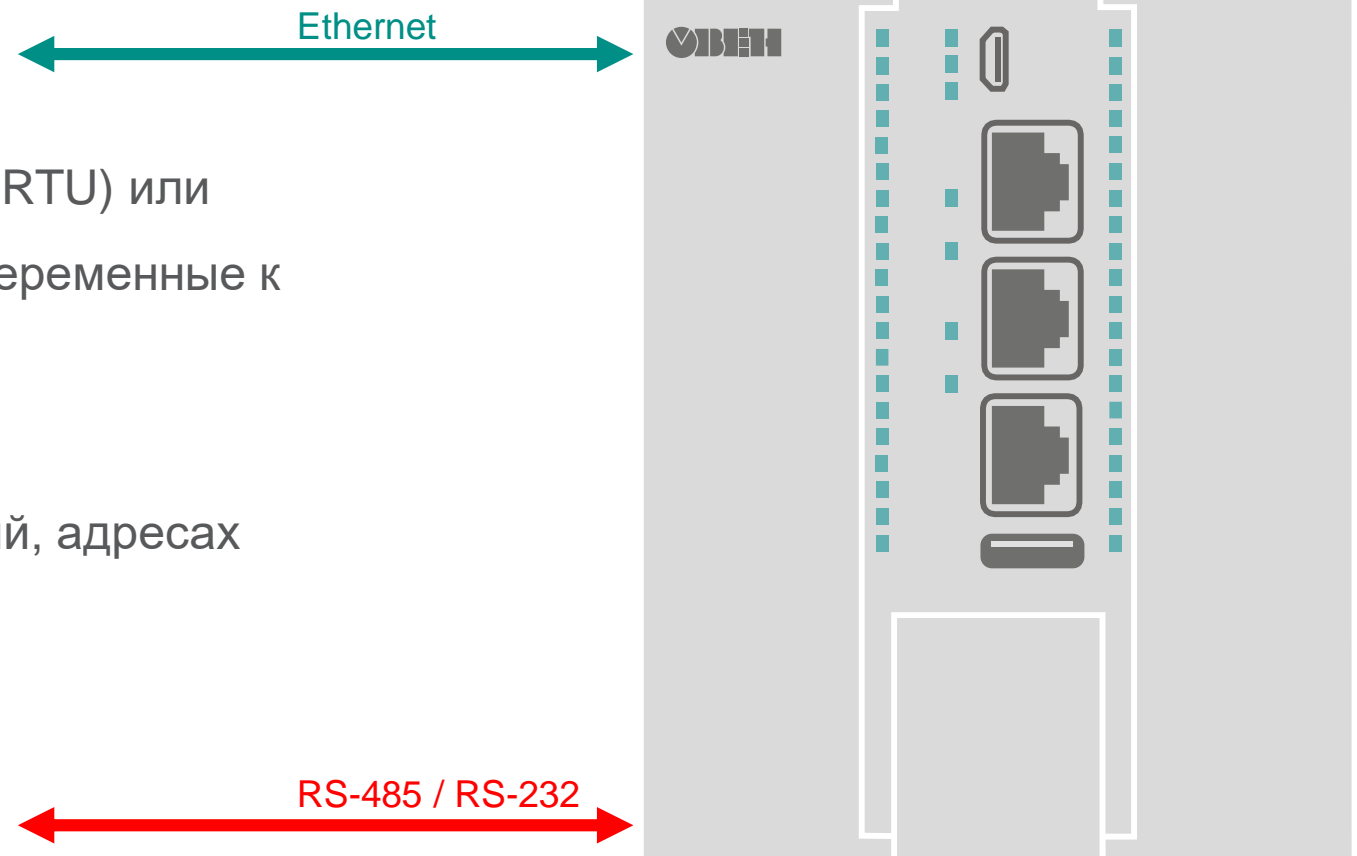 Ethernet
ОВЕН
RTU) или
еременные к
й, адресах
RS-485 / RS-232